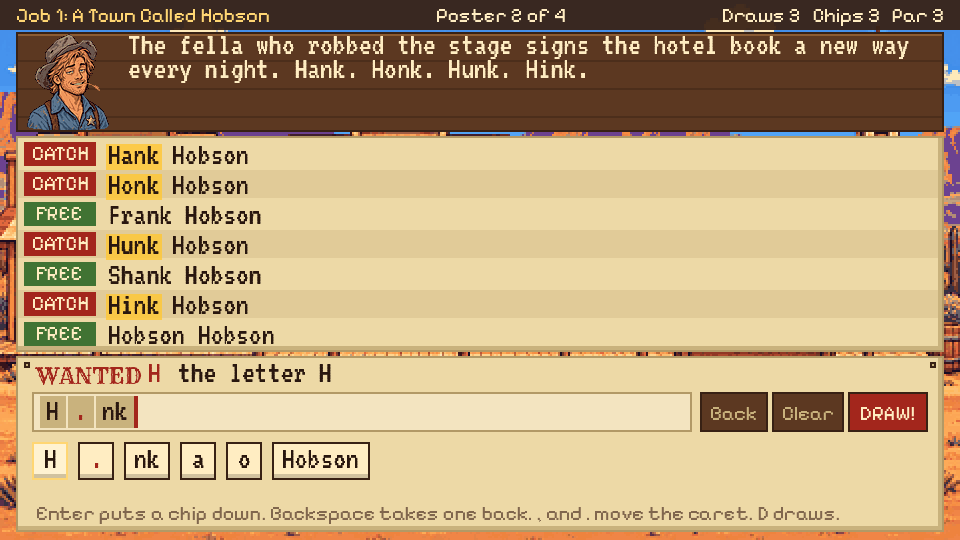 Job 1: A Town Called Hobson Poster 2 of 4 Draws 3 Chips 3 Par 3
The fella who robbed the stage signs the hotel book a new way
every night. Hank. Honk. Hunk. Hink.
CATCH Hank Hobson
CATCH Honk Hobson
FREE Frank Hobson
CATCH Hunk Hobson
FREE Shank Hobson
CATCH Hink Hobson
FREE Hobson Hobson
WANTED H the letter H
H . nk Back Clear DRAW!
H . nk a o Hobson
Enter puts a chip down. Backspace takes one back. , and . move the caret. D draws.